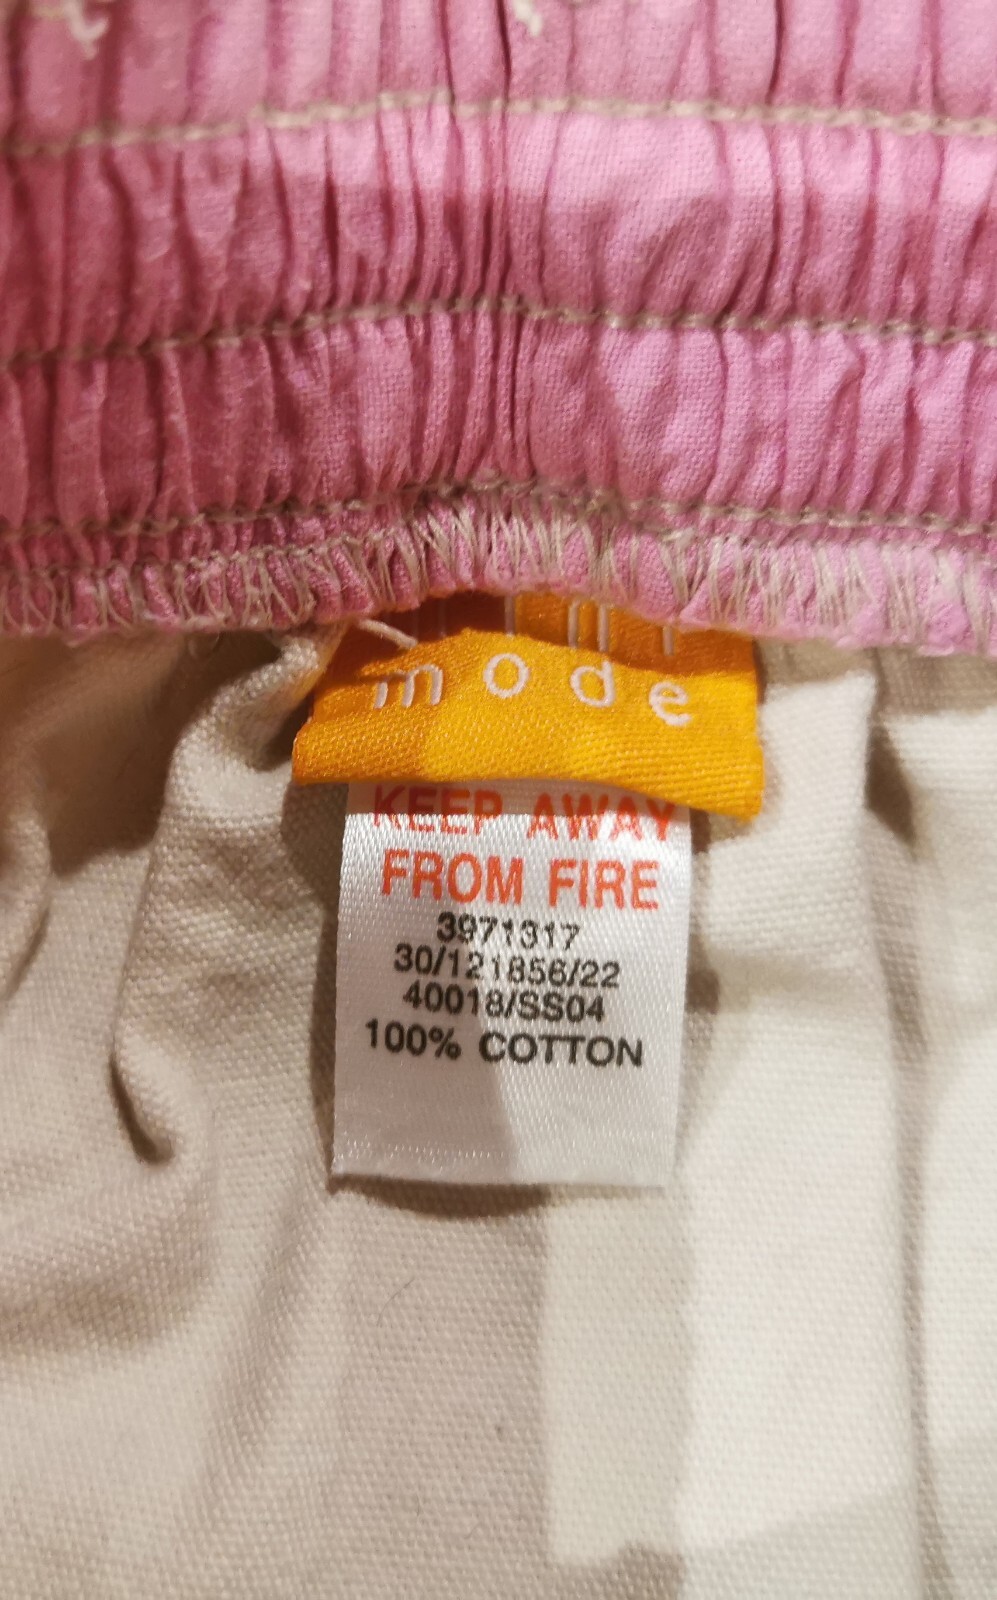 mode
KEEP AWAY
FROM FIRE
3971317
30/121856/22
40018/SS04
100% COTTON